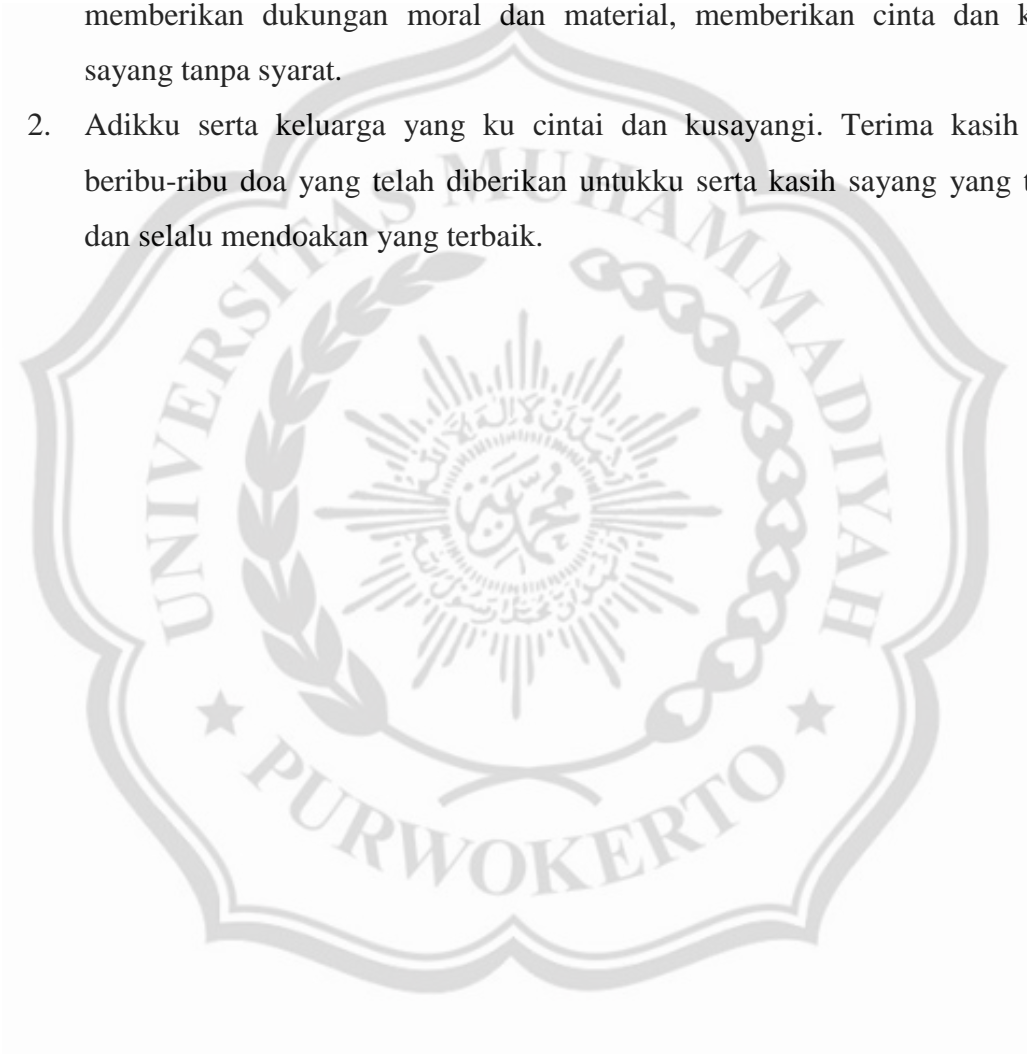 memberikan dukungan moral dan material, memberikan cinta dan
sayang tanpa syarat.
2. Adikku serta keluarga yang ku cintai dan kusayangi. Terima kasih
beribu-ribu doa yang telah diberikan untukku serta kasih sayang yang
dan selalu mendoakan yang terbaik.
UNIVERSITAS MUHAMMADIYAH
PURWOKERTO